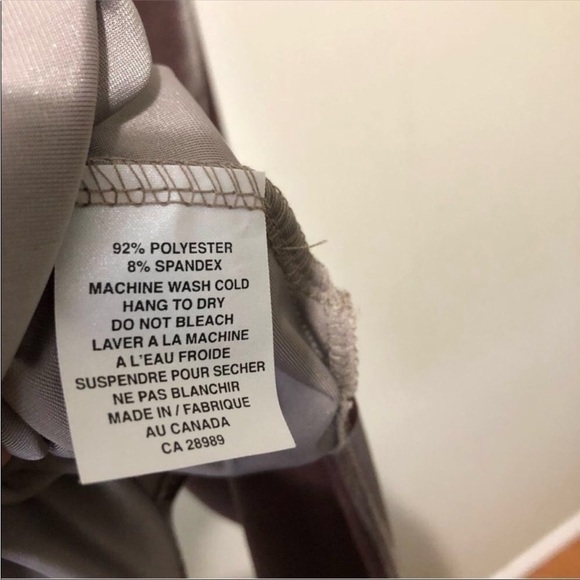 92% POLYESTER
8% SPANDEX
MACHINE WASH COLD
HANG TO DRY
DO NOT BLEACH
LAVER A LA MACHINE
A L'EAU FROIDE
SUSPENDRE POUR SECHER
NE PAS BLANCHIR
MADE IN / FABRIQUE
AU CANADA
CA 28989